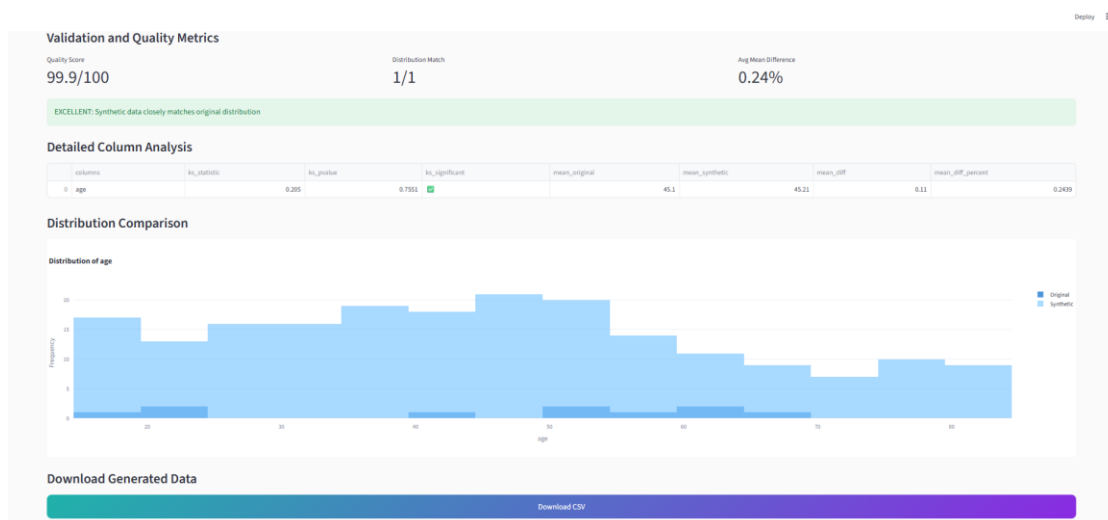 Deploy
Validation and Quality Metrics
Quality Score
Distribution Match
Avg Mean Difference
99.9/100
1/1
0.24%
EXCELLENT: Synthetic data closely matches original distribution
Detailed Column Analysis
columns ks_statistic ks_pvalue ks_significant mean_original mean_synthetic mean_diff mean_diff_percent
0 age 0.205 0.7551 ✅ 45.1 45.21 0.11 0.2439
Distribution Comparison
Distribution of age
Original
Synthetic
Frequency
20
15
10
5
0
20 30 40 50 60 70 80
age
Download Generated Data
Download CSV